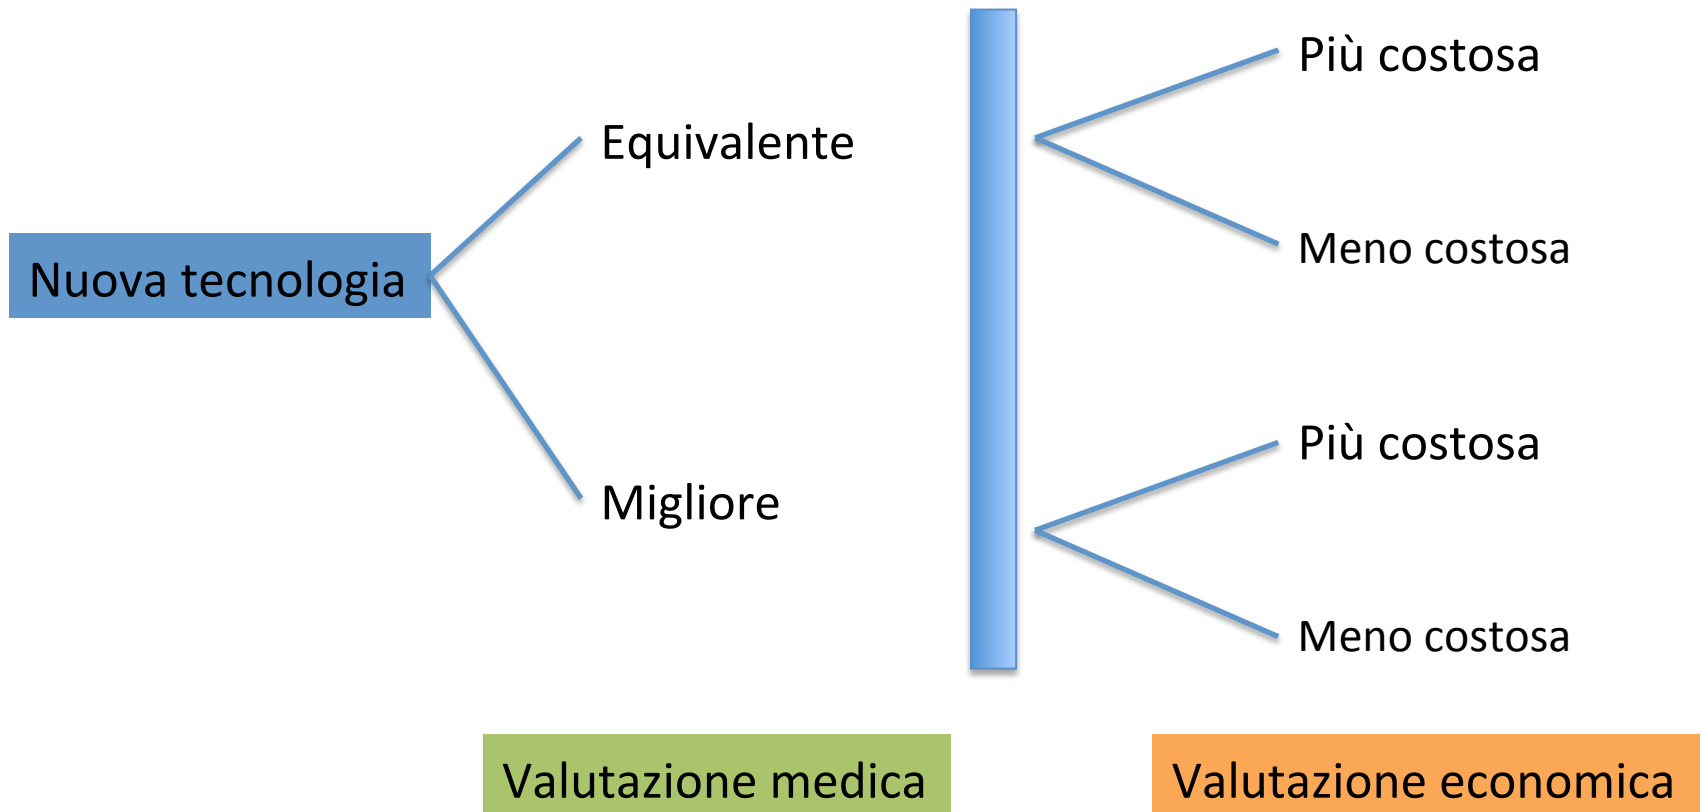 Più costosa
Equivalente
Meno costosa
Nuova tecnologia
Più costosa
Migliore
Meno costosa
Valutazione medica
Valutazione economica